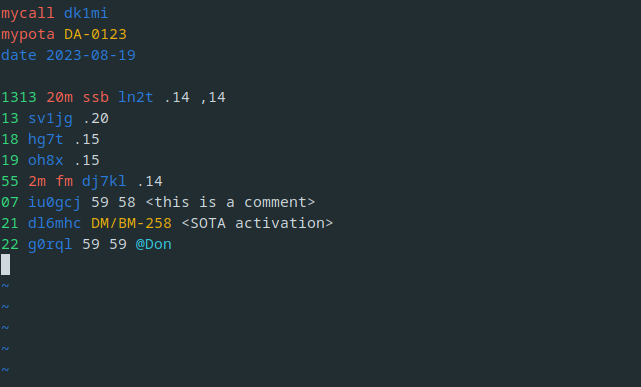 mycall dk1mi
mypota DA-0123
date 2023-08-19
1313 20m ssb ln2t .14 ,14
13 sv1jg .20
18 hg7t .15
19 oh8x .15
55 2m fm dj7kl .14
07 iu0gcj 59 58 <this is a comment>
21 dl6mhc DM/BM-258 <SOTA activation>
22 g0rql 59 59 @Don
~
~
~
~
~